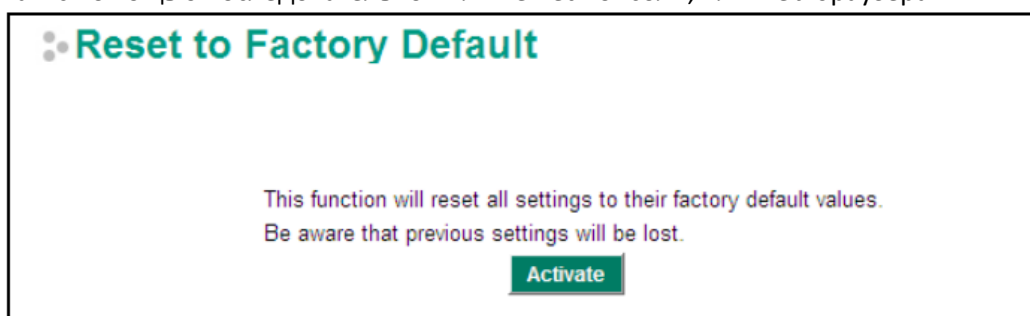 Reset to Factory Default
This function will reset all settings to their factory default values.
Be aware that previous settings will be lost.
Activate